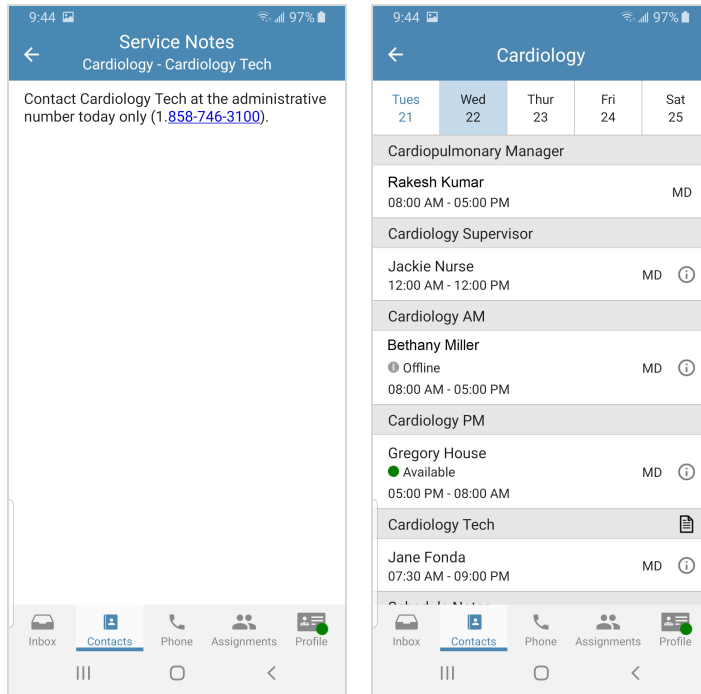 9:44 97%
Service Notes
Cardiology - Cardiology Tech
Contact Cardiology Tech at the administrative
number today only (1.858-746-3100).
Inbox Contacts Phone Assignments Profile
9:44 97%
Cardiology
Tues Wed Thur Fri Sat
21 22 23 24 25
Cardiopulmonary Manager
Rakesh Kumar
MD
08:00 AM - 05:00 PM
Cardiology Supervisor
Jackie Nurse
MD
12:00 AM - 12:00 PM
Cardiology AM
Bethany Miller
Offline MD
08:00 AM - 05:00 PM
Cardiology PM
Gregory House
Available MD
05:00 PM - 08:00 AM
Cardiology Tech
Jane Fonda
MD
07:30 AM - 09:00 PM
Schedule Notes
Inbox Contacts Phone Assignments Profile